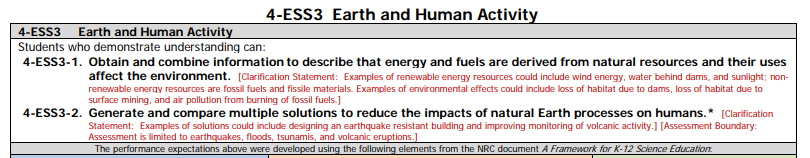 4-ESS3 Earth and Human Activity
4-ESS3 Earth and Human Activity
Students who demonstrate understanding can:
4-ESS3-1. Obtain and combine information to describe that energy and fuels are derived from natural resources and their uses
affect the environment. [Clarification Statement: Examples of renewable energy resources could include wind energy, water behind dams, and sunlight; non-
renewable energy resources are fossil fuels and fissile materials. Examples of environmental effects could include loss of habitat due to dams, loss of habitat due to
surface mining, and air pollution from burning of fossil fuels.]
4-ESS3-2. Generate and compare multiple solutions to reduce the impacts of natural Earth processes on humans.* [Clarification
Statement: Examples of solutions could include designing an earthquake resistant building and improving monitoring of volcanic activity.] [Assessment Boundary:
Assessment is limited to earthquakes, floods, tsunamis, and volcanic eruptions.]
The performance expectations above were developed using the following elements from the NRC document A Framework for K-12 Science Education: